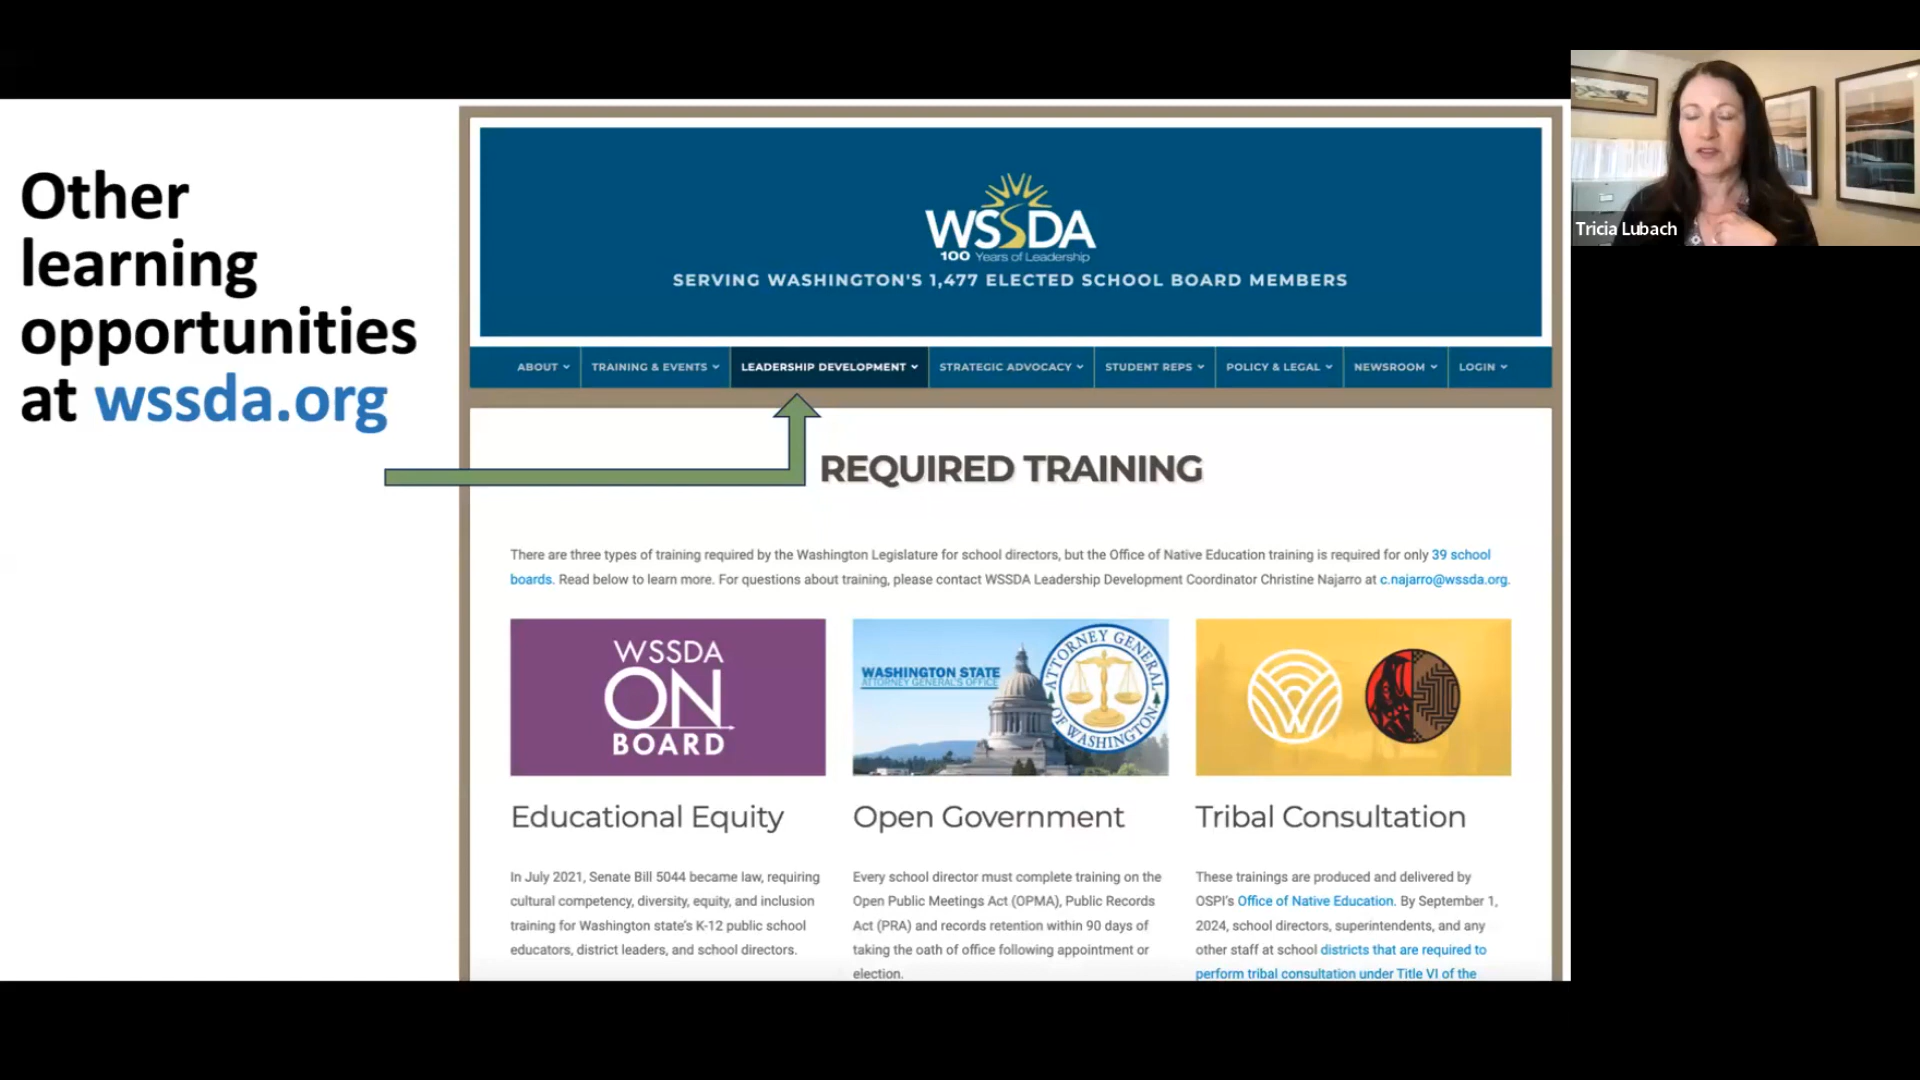 Other
learning
opportunities
at wssda.org
WSSDA
100 Years of Leadership
SERVING WASHINGTON'S 1,477 ELECTED SCHOOL BOARD MEMBERS
ABOUT TRAINING & EVENTS LEADERSHIP DEVELOPMENT STRATEGIC ADVOCACY STUDENT REPS POLICY & LEGAL NEWSROOM LOGIN
REQUIRED TRAINING
There are three types of training required by the Washington Legislature for school directors, but the Office of Native Education training is required for only 39 school
boards. Read below to learn more. For questions about training, please contact WSSDA Leadership Development Coordinator Christine Najarro at c.najarro@wssda.org.
WSSDA
ON
BOARD
Educational Equity
In July 2021, Senate Bill 5044 became law, requiring
cultural competency, diversity, equity, and inclusion
training for Washington state's K-12 public school
educators, district leaders, and school directors.
WASHINGTON STATE
ATTORNEY GENERAL'S OFFICE
ATTORNEY GENERAL
OF WASHINGTON
Open Government
Every school director must complete training on the
Open Public Meetings Act (OPMA), Public Records
Act (PRA) and records retention within 90 days of
taking the oath of office following appointment or
election.
Tribal Consultation
These trainings are produced and delivered by
OSPI's Office of Native Education. By September 1,
2024, school directors, superintendents, and any
other staff at school districts that are required to
perform tribal consultation under Title VI of the
Tricia Lubach